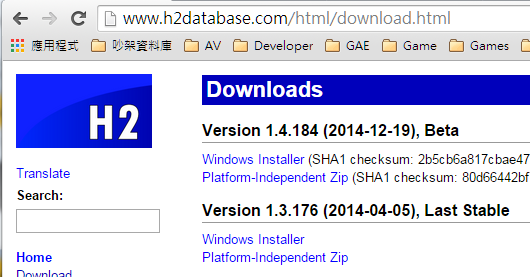 www.h2database.com/html/download.html
應用程式 吵架資料庫 AV Developer GAE Game Games
H2
Translate
Search:
Home
Download
Downloads
Version 1.4.184 (2014-12-19), Beta
Windows Installer (SHA1 checksum: 2b5cb6a817cbae47
Platform-Independent Zip (SHA1 checksum: 80d66442bf
Version 1.3.176 (2014-04-05), Last Stable
Windows Installer
Platform-Independent Zip